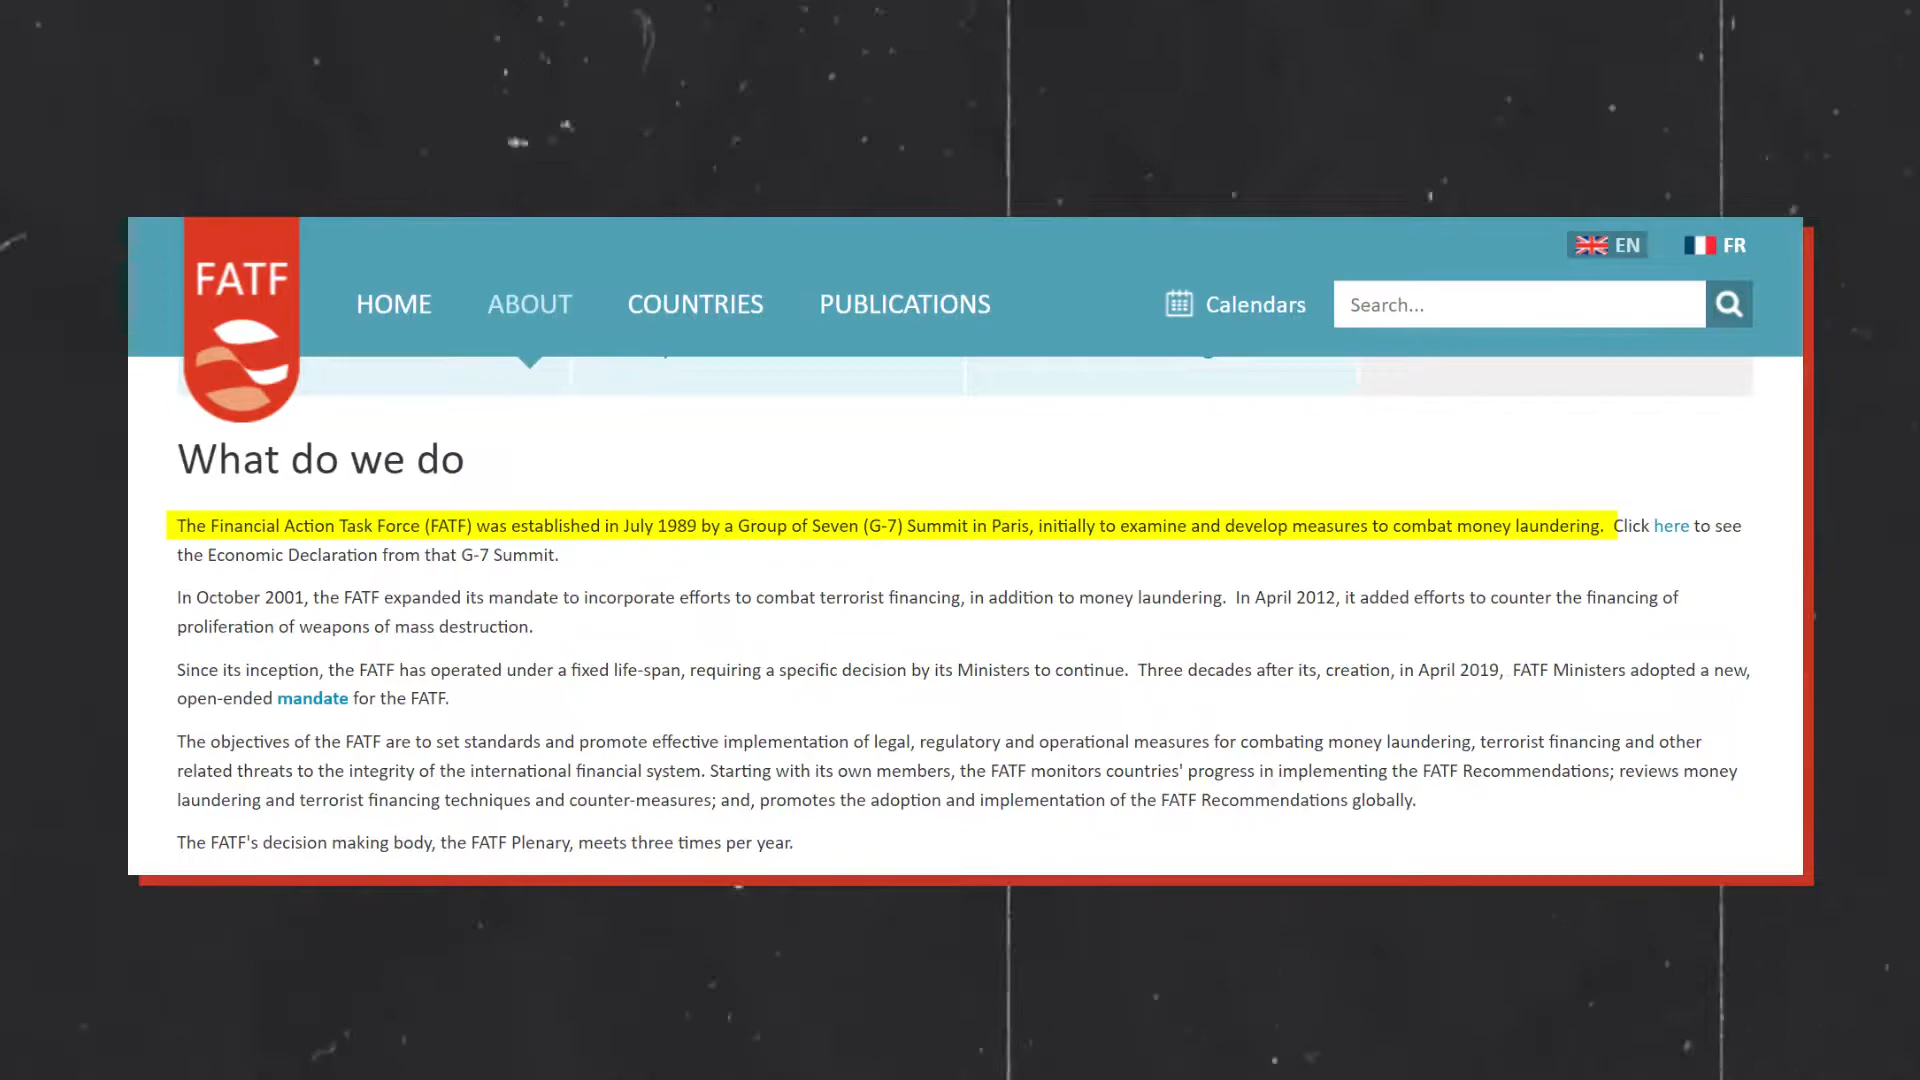 EN FR
FATF
HOME ABOUT COUNTRIES PUBLICATIONS Calendars Search...
What do we do
The Financial Action Task Force (FATF) was established in July 1989 by a Group of Seven (G-7) Summit in Paris, initially to examine and develop measures to combat money laundering.  Click here to see
the Economic Declaration from that G-7 Summit.
In October 2001, the FATF expanded its mandate to incorporate efforts to combat terrorist financing, in addition to money laundering.  In April 2012, it added efforts to counter the financing of
proliferation of weapons of mass destruction.
Since its inception, the FATF has operated under a fixed life-span, requiring a specific decision by its Ministers to continue.  Three decades after its, creation, in April 2019,  FATF Ministers adopted a new,
open-ended mandate for the FATF.
The objectives of the FATF are to set standards and promote effective implementation of legal, regulatory and operational measures for combating money laundering, terrorist financing and other
related threats to the integrity of the international financial system. Starting with its own members, the FATF monitors countries' progress in implementing the FATF Recommendations; reviews money
laundering and terrorist financing techniques and counter-measures; and, promotes the adoption and implementation of the FATF Recommendations globally.
The FATF's decision making body, the FATF Plenary, meets three times per year.